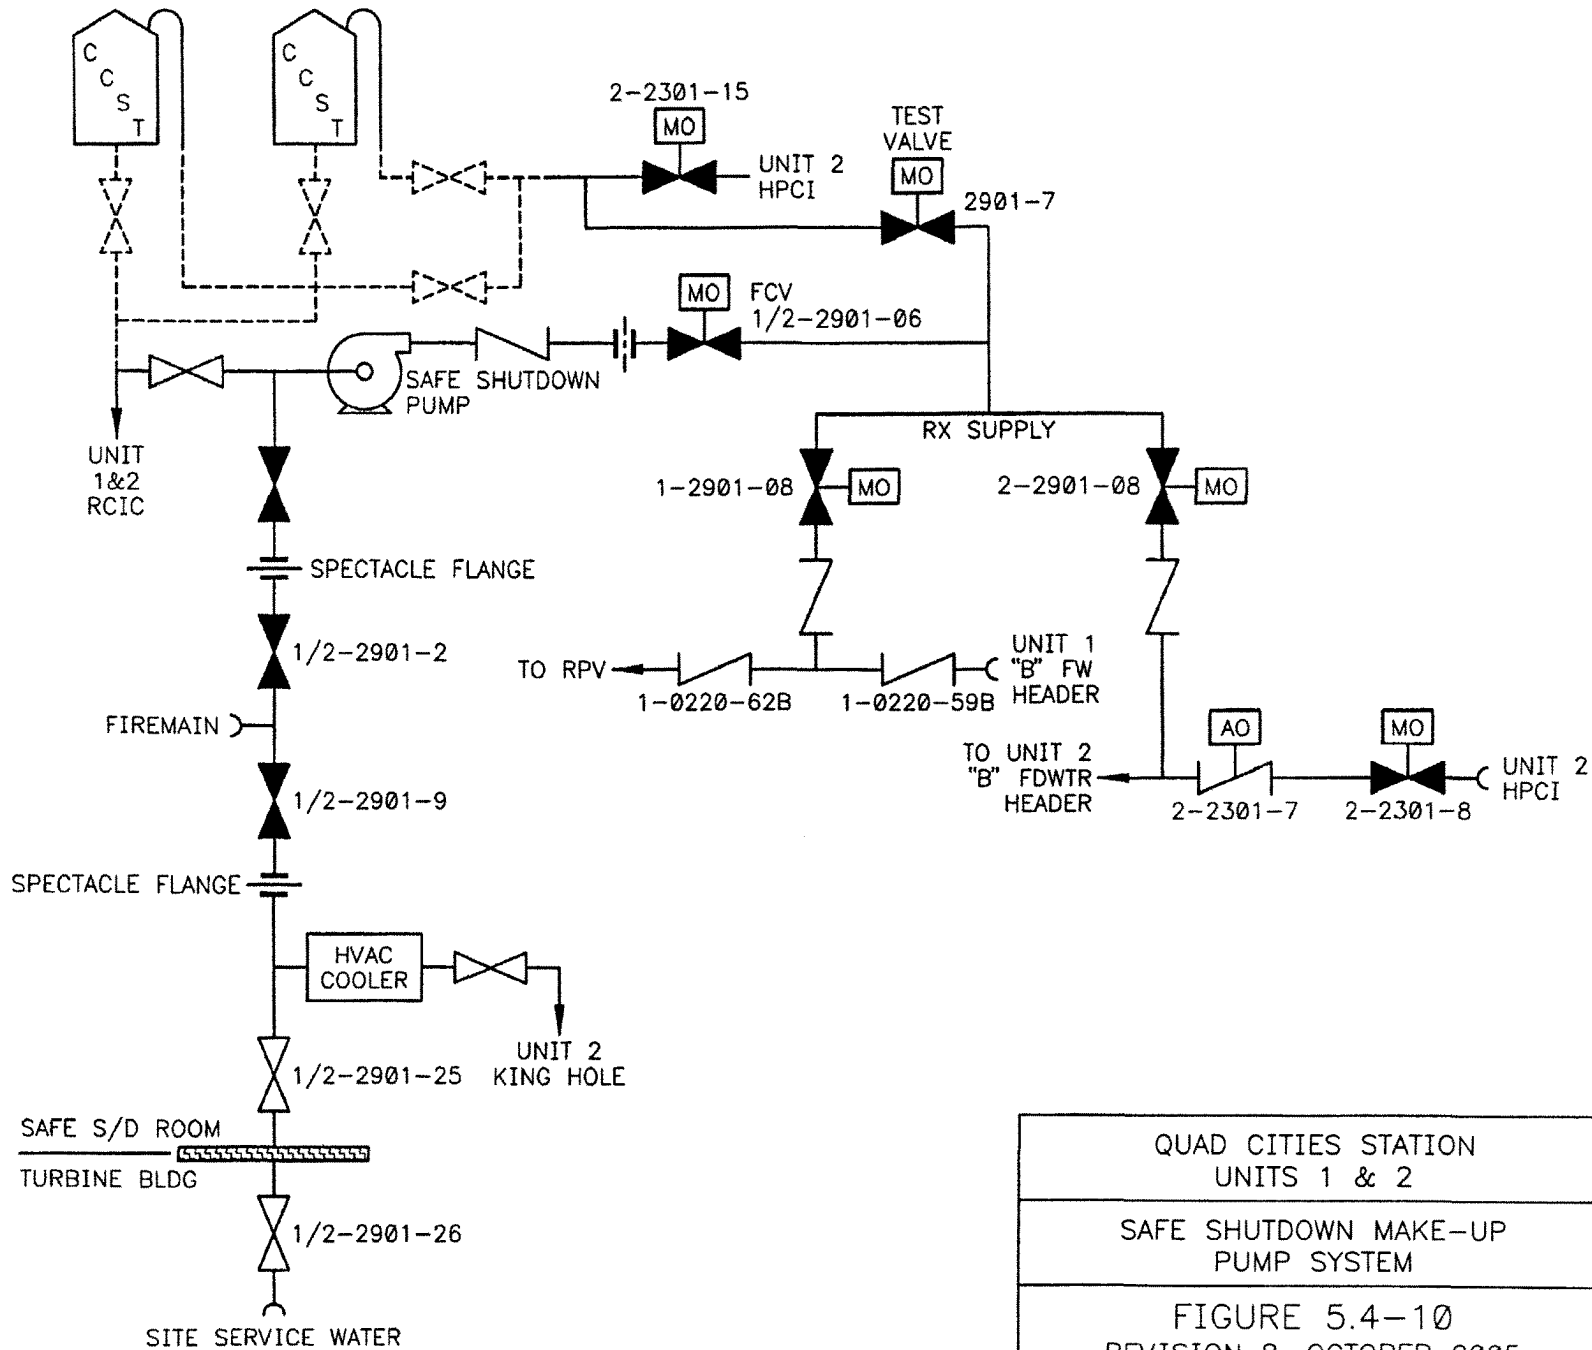 C
C
S
T
C
C
S
T
2-2301-15
MO
UNIT 2
HPCI
TEST
VALVE
MO
2901-7
MO
FCV
1/2-2901-06
SAFE SHUTDOWN
PUMP
UNIT
1&2
RCIC
RX SUPPLY
1-2901-08
MO
2-2901-08
MO
SPECTACLE FLANGE
1/2-2901-2
FIREMAIN
1/2-2901-9
SPECTACLE FLANGE
TO RPV
1-0220-62B
1-0220-59B
UNIT 1
"B" FW
HEADER
TO UNIT 2
"B" FDWTR
HEADER
AO
2-2301-7
MO
2-2301-8
UNIT 2
HPCI
HVAC
COOLER
UNIT 2
KING HOLE
1/2-2901-25
SAFE S/D ROOM
TURBINE BLDG
1/2-2901-26
SITE SERVICE WATER
QUAD CITIES STATION
UNITS 1 & 2
SAFE SHUTDOWN MAKE-UP
PUMP SYSTEM
FIGURE 5.4-10
REVISION 8, OCTOBER 2005